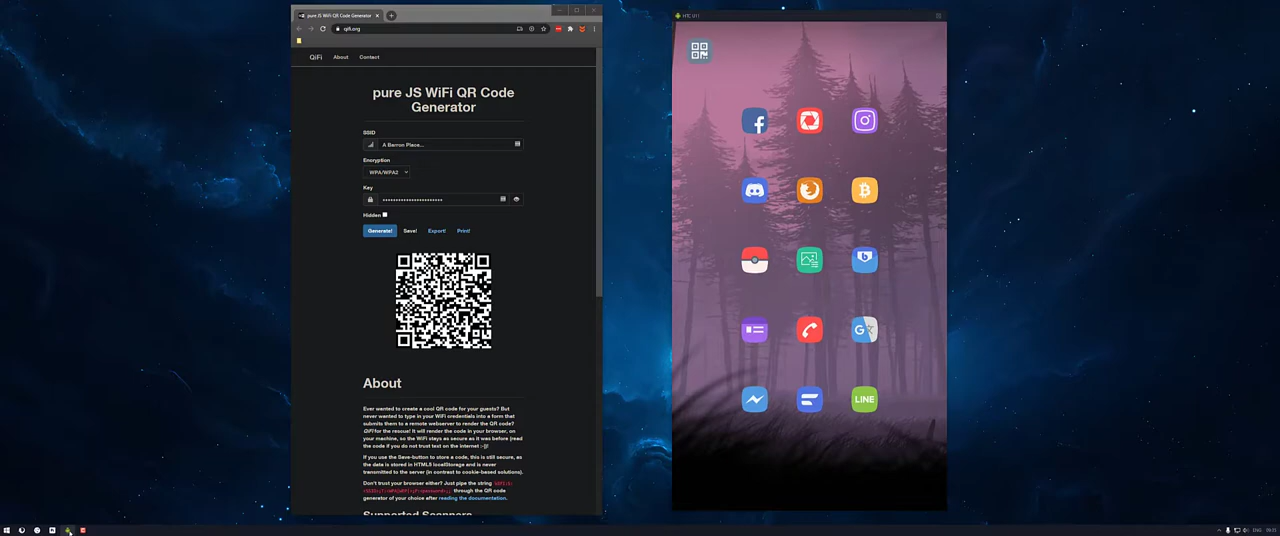 pure JS WiFi QR Code Generator
qifi.org
QiFi
About
Contact
pure JS WiFi QR Code
Generator
SSID
A Barron Place...
Encryption
WPA/WPA2
Key
Hidden
Generate!
Save!
Export!
Print!
About
Ever wanted to create a cool QR code for your guests? But
never wanted to type in your WiFi credentials into a form that
submits them to a remote webserver to render the QR code?
QiFi for the rescue! It will render the code in your browser, on
your machine, so the WiFi stays as secure as it was before (read
the code if you do not trust text on the internet :-)!
If you use the Save-button to store a code, this is still secure,
as the data is stored in HTML5 localStorage and is never
transmitted to the server (in contrast to cookie-based solutions).
Don't trust your browser either? Just pipe the string WIFI:S:
<SSID>;T:<WPA|WEP|>;P:<password>;; through the QR code
generator of your choice after reading the documentation.
Supported Scanners
HTC U11
LINE
ENG